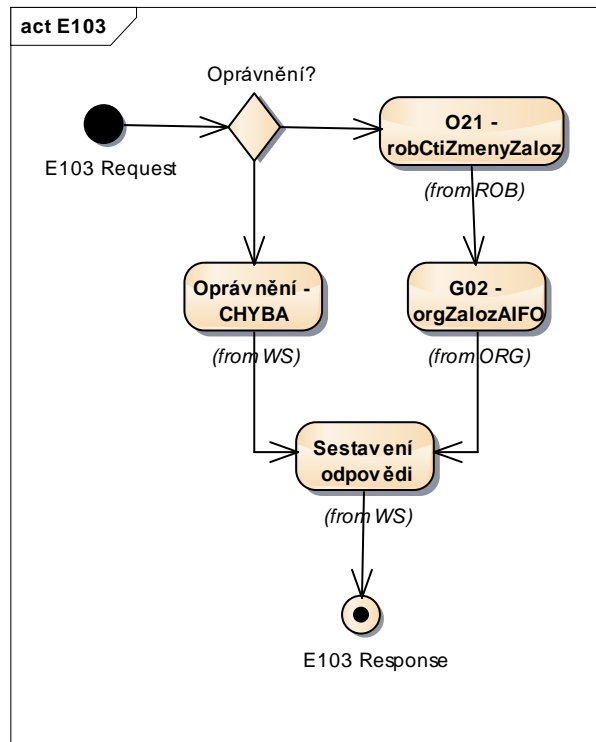 act E103
Oprávnění?
E103 Request
O21 -
robCtiZmenyZaloz
(from ROB)
Oprávnění -
CHYBA
(from WS)
G02 -
orgZalozAIFO
(from ORG)
Sestavení
odpovědi
(from WS)
E103 Response